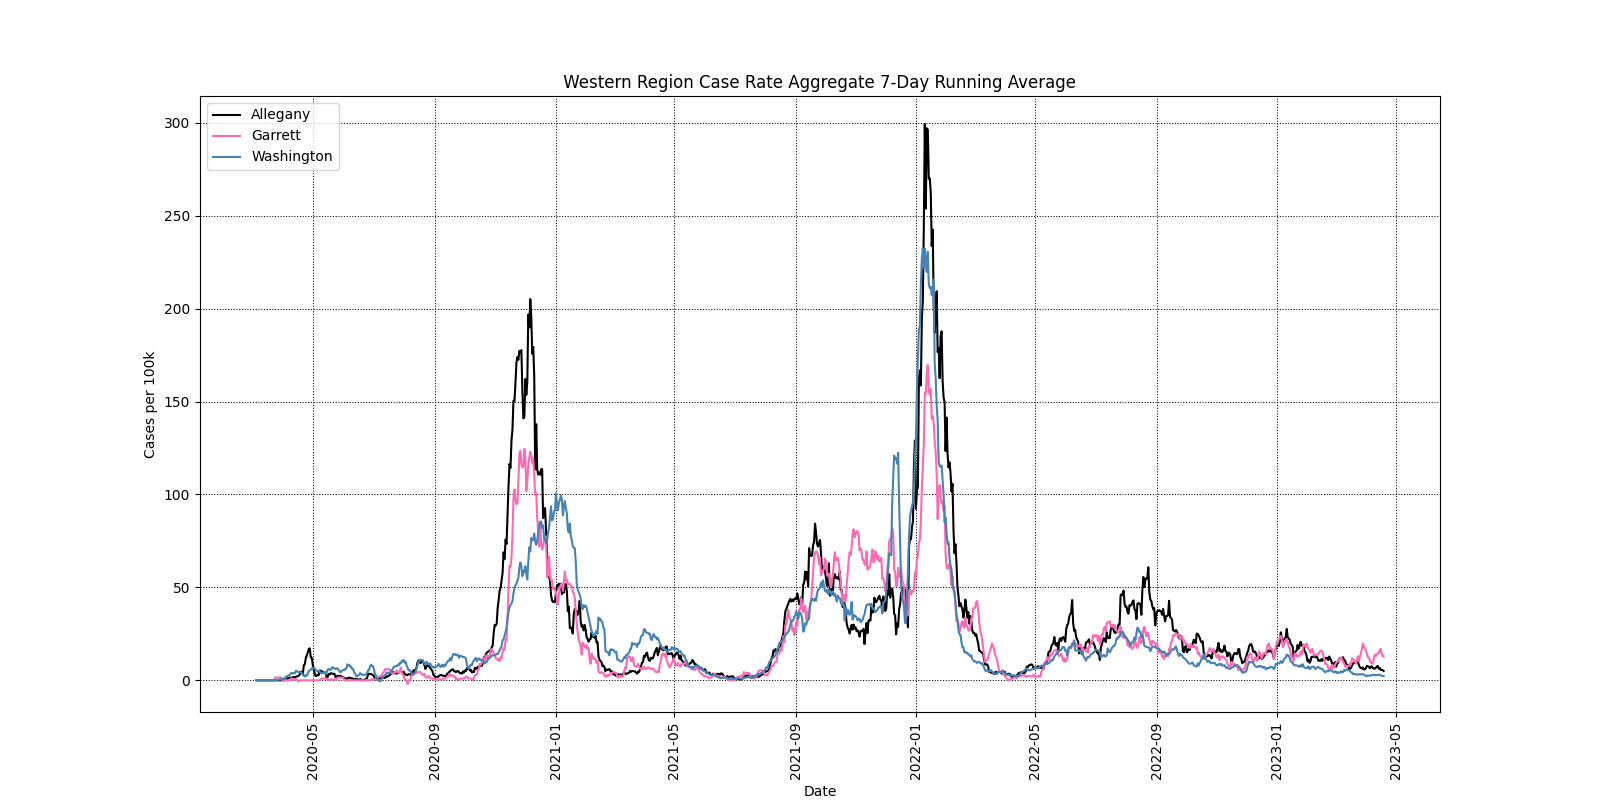 Western Region Case Rate Aggregate 7-Day Running Average
Allegany
Garrett
Washington
300
250
200
150
100
50
0
Cases per 100k
2020-05
2020-09
2021-01
2021-05
2021-09
2022-01
2022-05
2022-09
2023-01
2023-05
Date